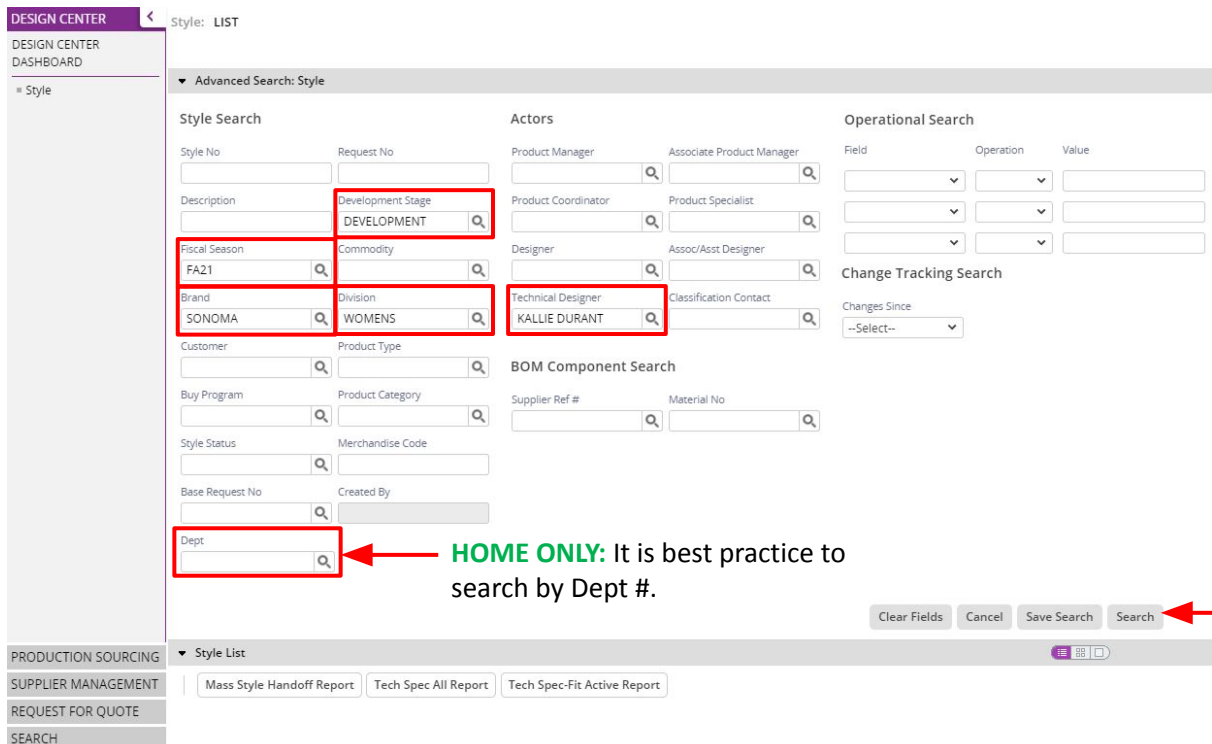 DESIGN CENTER
Style: LIST
DESIGN CENTER
DASHBOARD
Style
Advanced Search: Style
Style Search
Actors
Operational Search
Style No
Request No
Product Manager
Associate Product Manager
Field
Operation
Value
Description
Development Stage
DEVELOPMENT
Product Coordinator
Product Specialist
Fiscal Season
FA21
Commodity
Designer
Assoc/Asst Designer
Change Tracking Search
Brand
SONOMA
Division
WOMENS
Technical Designer
KALLIE DURANT
Classification Contact
Changes Since
--Select--
Customer
Product Type
BOM Component Search
Buy Program
Product Category
Supplier Ref #
Material No
Style Status
Merchandise Code
Base Request No
Created By
Dept
HOME ONLY: It is best practice to
search by Dept #.
Clear Fields
Cancel
Save Search
Search
PRODUCTION SOURCING
Style List
SUPPLIER MANAGEMENT
Mass Style Handoff Report
Tech Spec All Report
Tech Spec-Fit Active Report
REQUEST FOR QUOTE
SEARCH